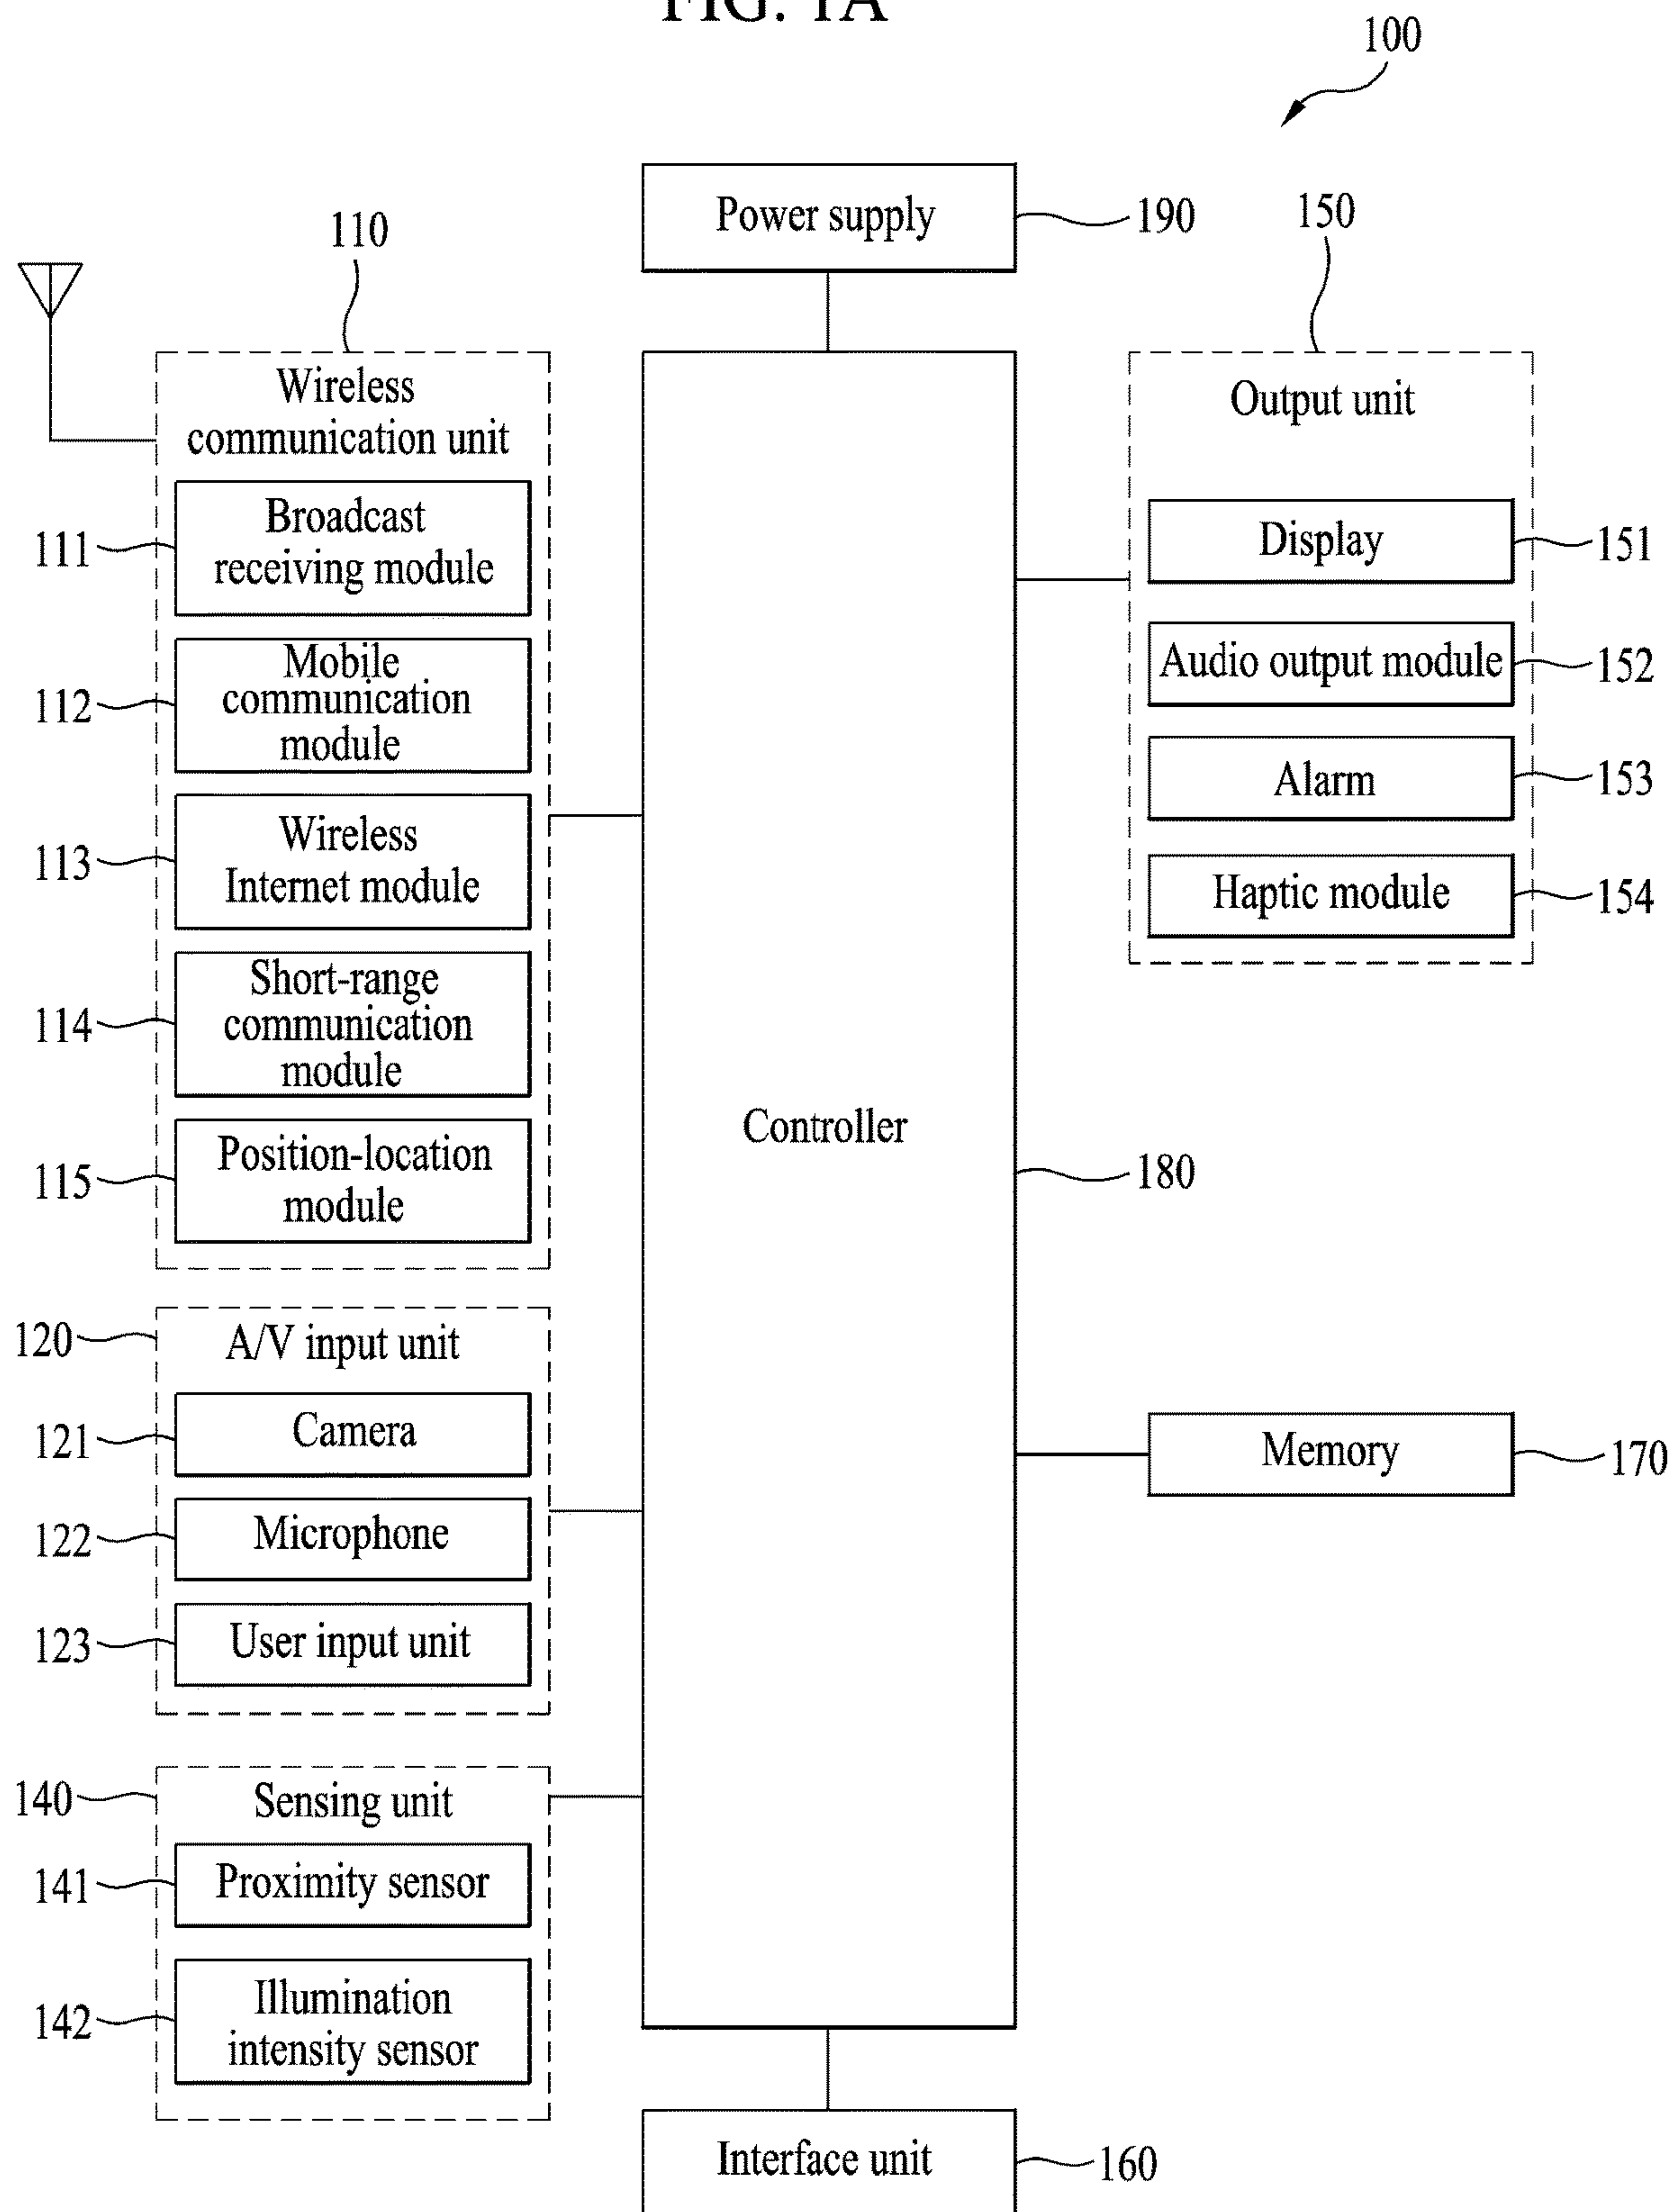 FIG. 1A
100
Power supply
190
150
110
Wireless
communication unit
Output unit
111
Broadcast
receiving module
Display
151
112
Mobile
communication
module
Audio output module
152
113
Wireless
Internet module
Alarm
153
Haptic module
154
114
Short-range
communication
module
115
Position-location
module
Controller
180
120
A/V input unit
121
Camera
Memory
170
122
Microphone
123
User input unit
140
Sensing unit
141
Proximity sensor
142
Illumination
intensity sensor
Interface unit
160